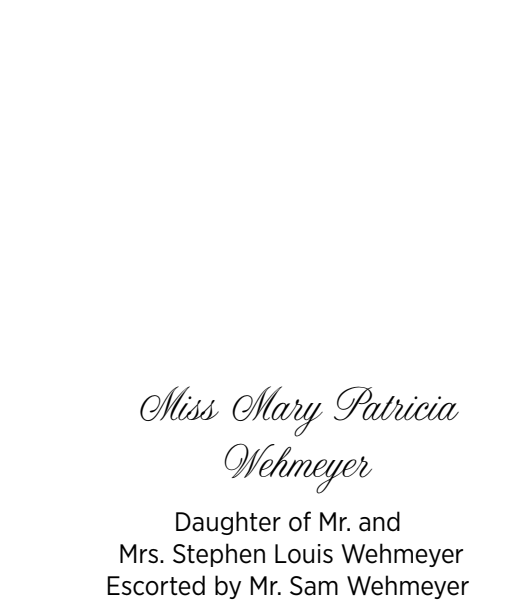 Miss Mary Patricia
Wehmeyer
Daughter of Mr. and
Mrs. Stephen Louis Wehmeyer
Escorted by Mr. Sam Wehmeyer